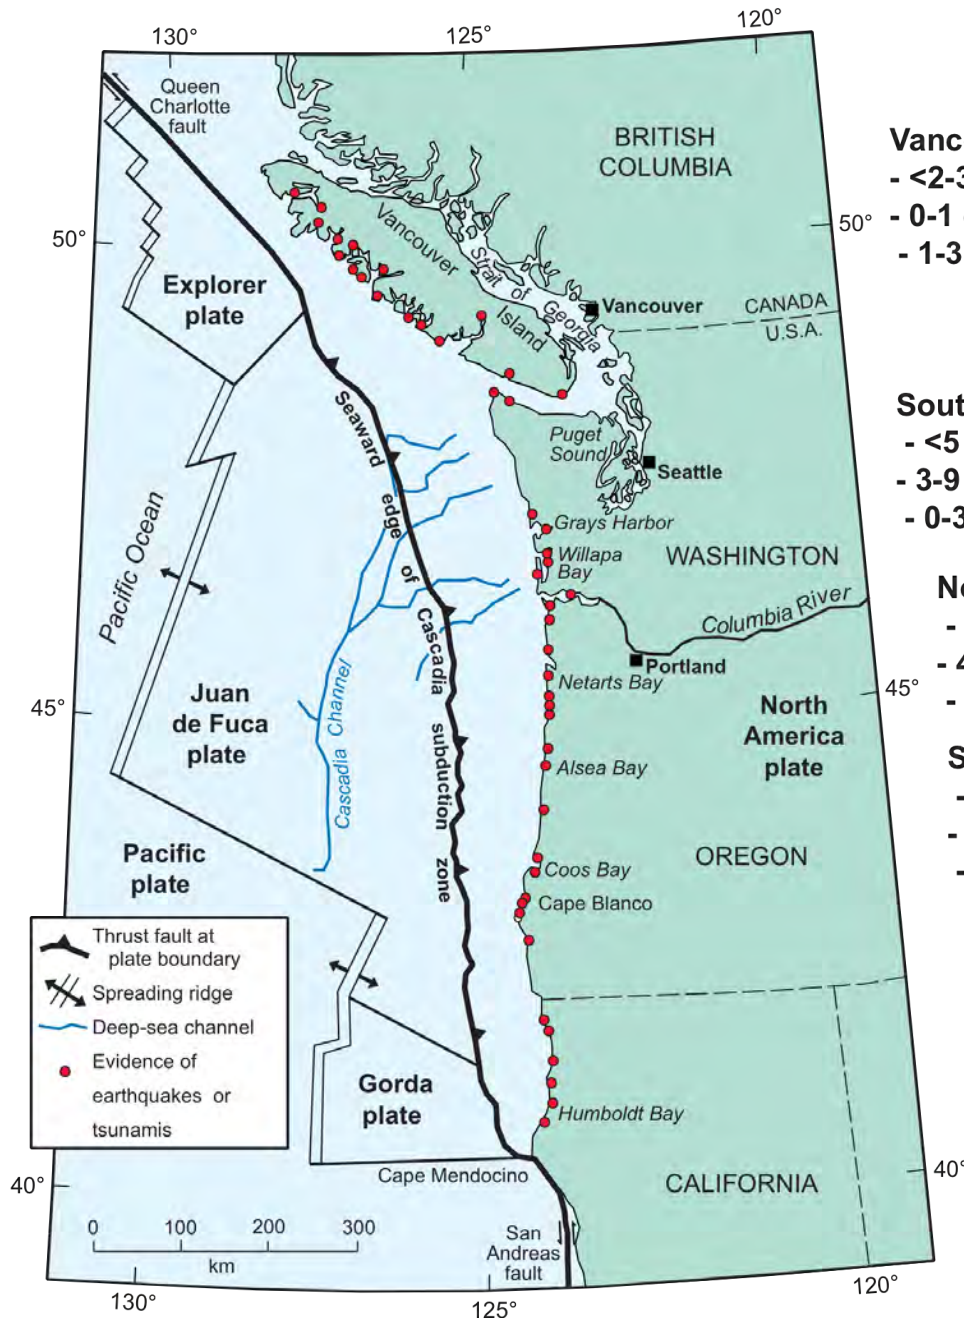 130°
125°
120°
Queen
Charlotte
fault
BRITISH
COLUMBIA
Vanc
- <2-3
- 0-1
- 1-3
50°
50°
Vancouver
Island
Strait of Georgia
Explorer
plate
Vancouver
CANADA
U.S.A.
Sout
- <5
- 3-9
- 0-3
Seaward edge of Cascadia subduction zone
Puget
Sound
Seattle
Pacific Ocean
Grays Harbor
Willapa
Bay
WASHINGTON
Columbia River
No
-
- 4
-
Portland
Netarts Bay
45°
45°
Juan
de Fuca
plate
Cascadia Channel
North
America
plate
S
-
-
-
Alsea Bay
Pacific
plate
OREGON
Coos Bay
Cape Blanco
Thrust fault at
plate boundary
Spreading ridge
Deep-sea channel
Evidence of
earthquakes or
tsunamis
Gorda
plate
Humboldt Bay
Cape Mendocino
CALIFORNIA
40°
40°
0 100 200 300
km
San
Andreas
fault
130°
125°
120°